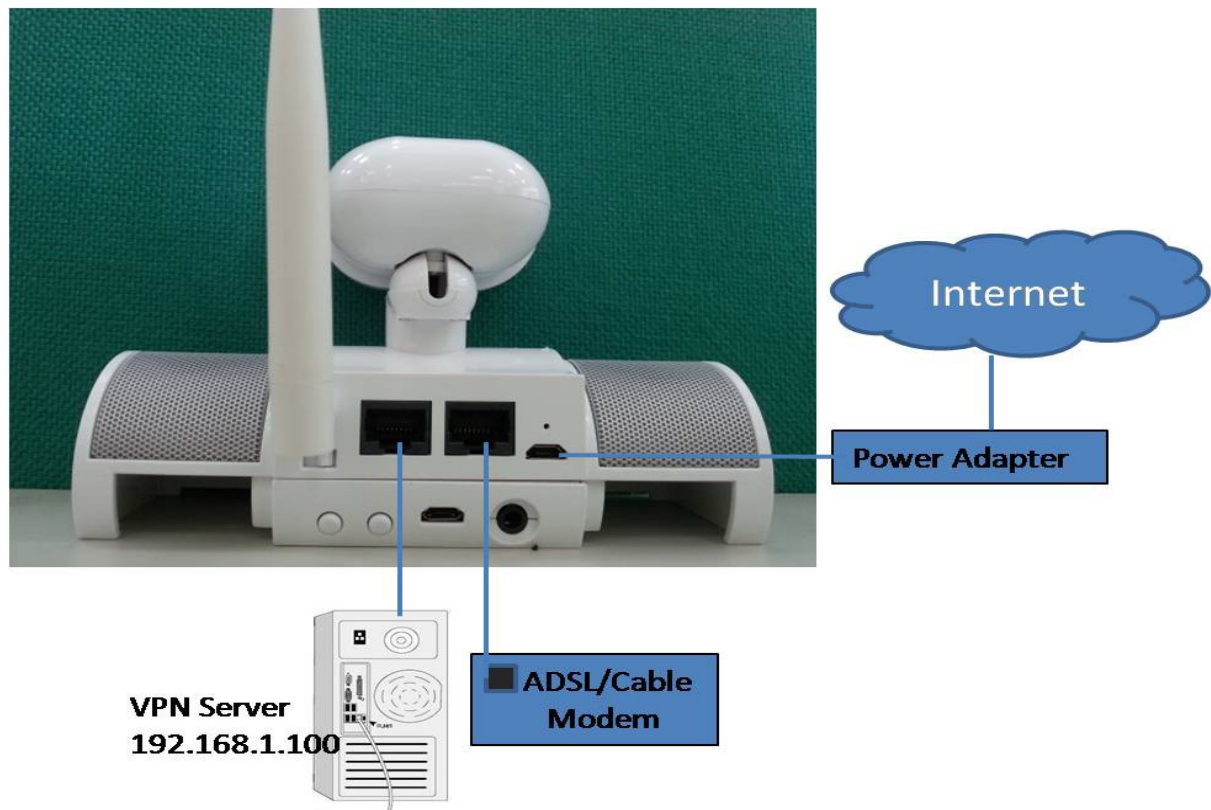 Internet
Power Adapter
ADSL/Cable
Modem
VPN Server
192.168.1.100